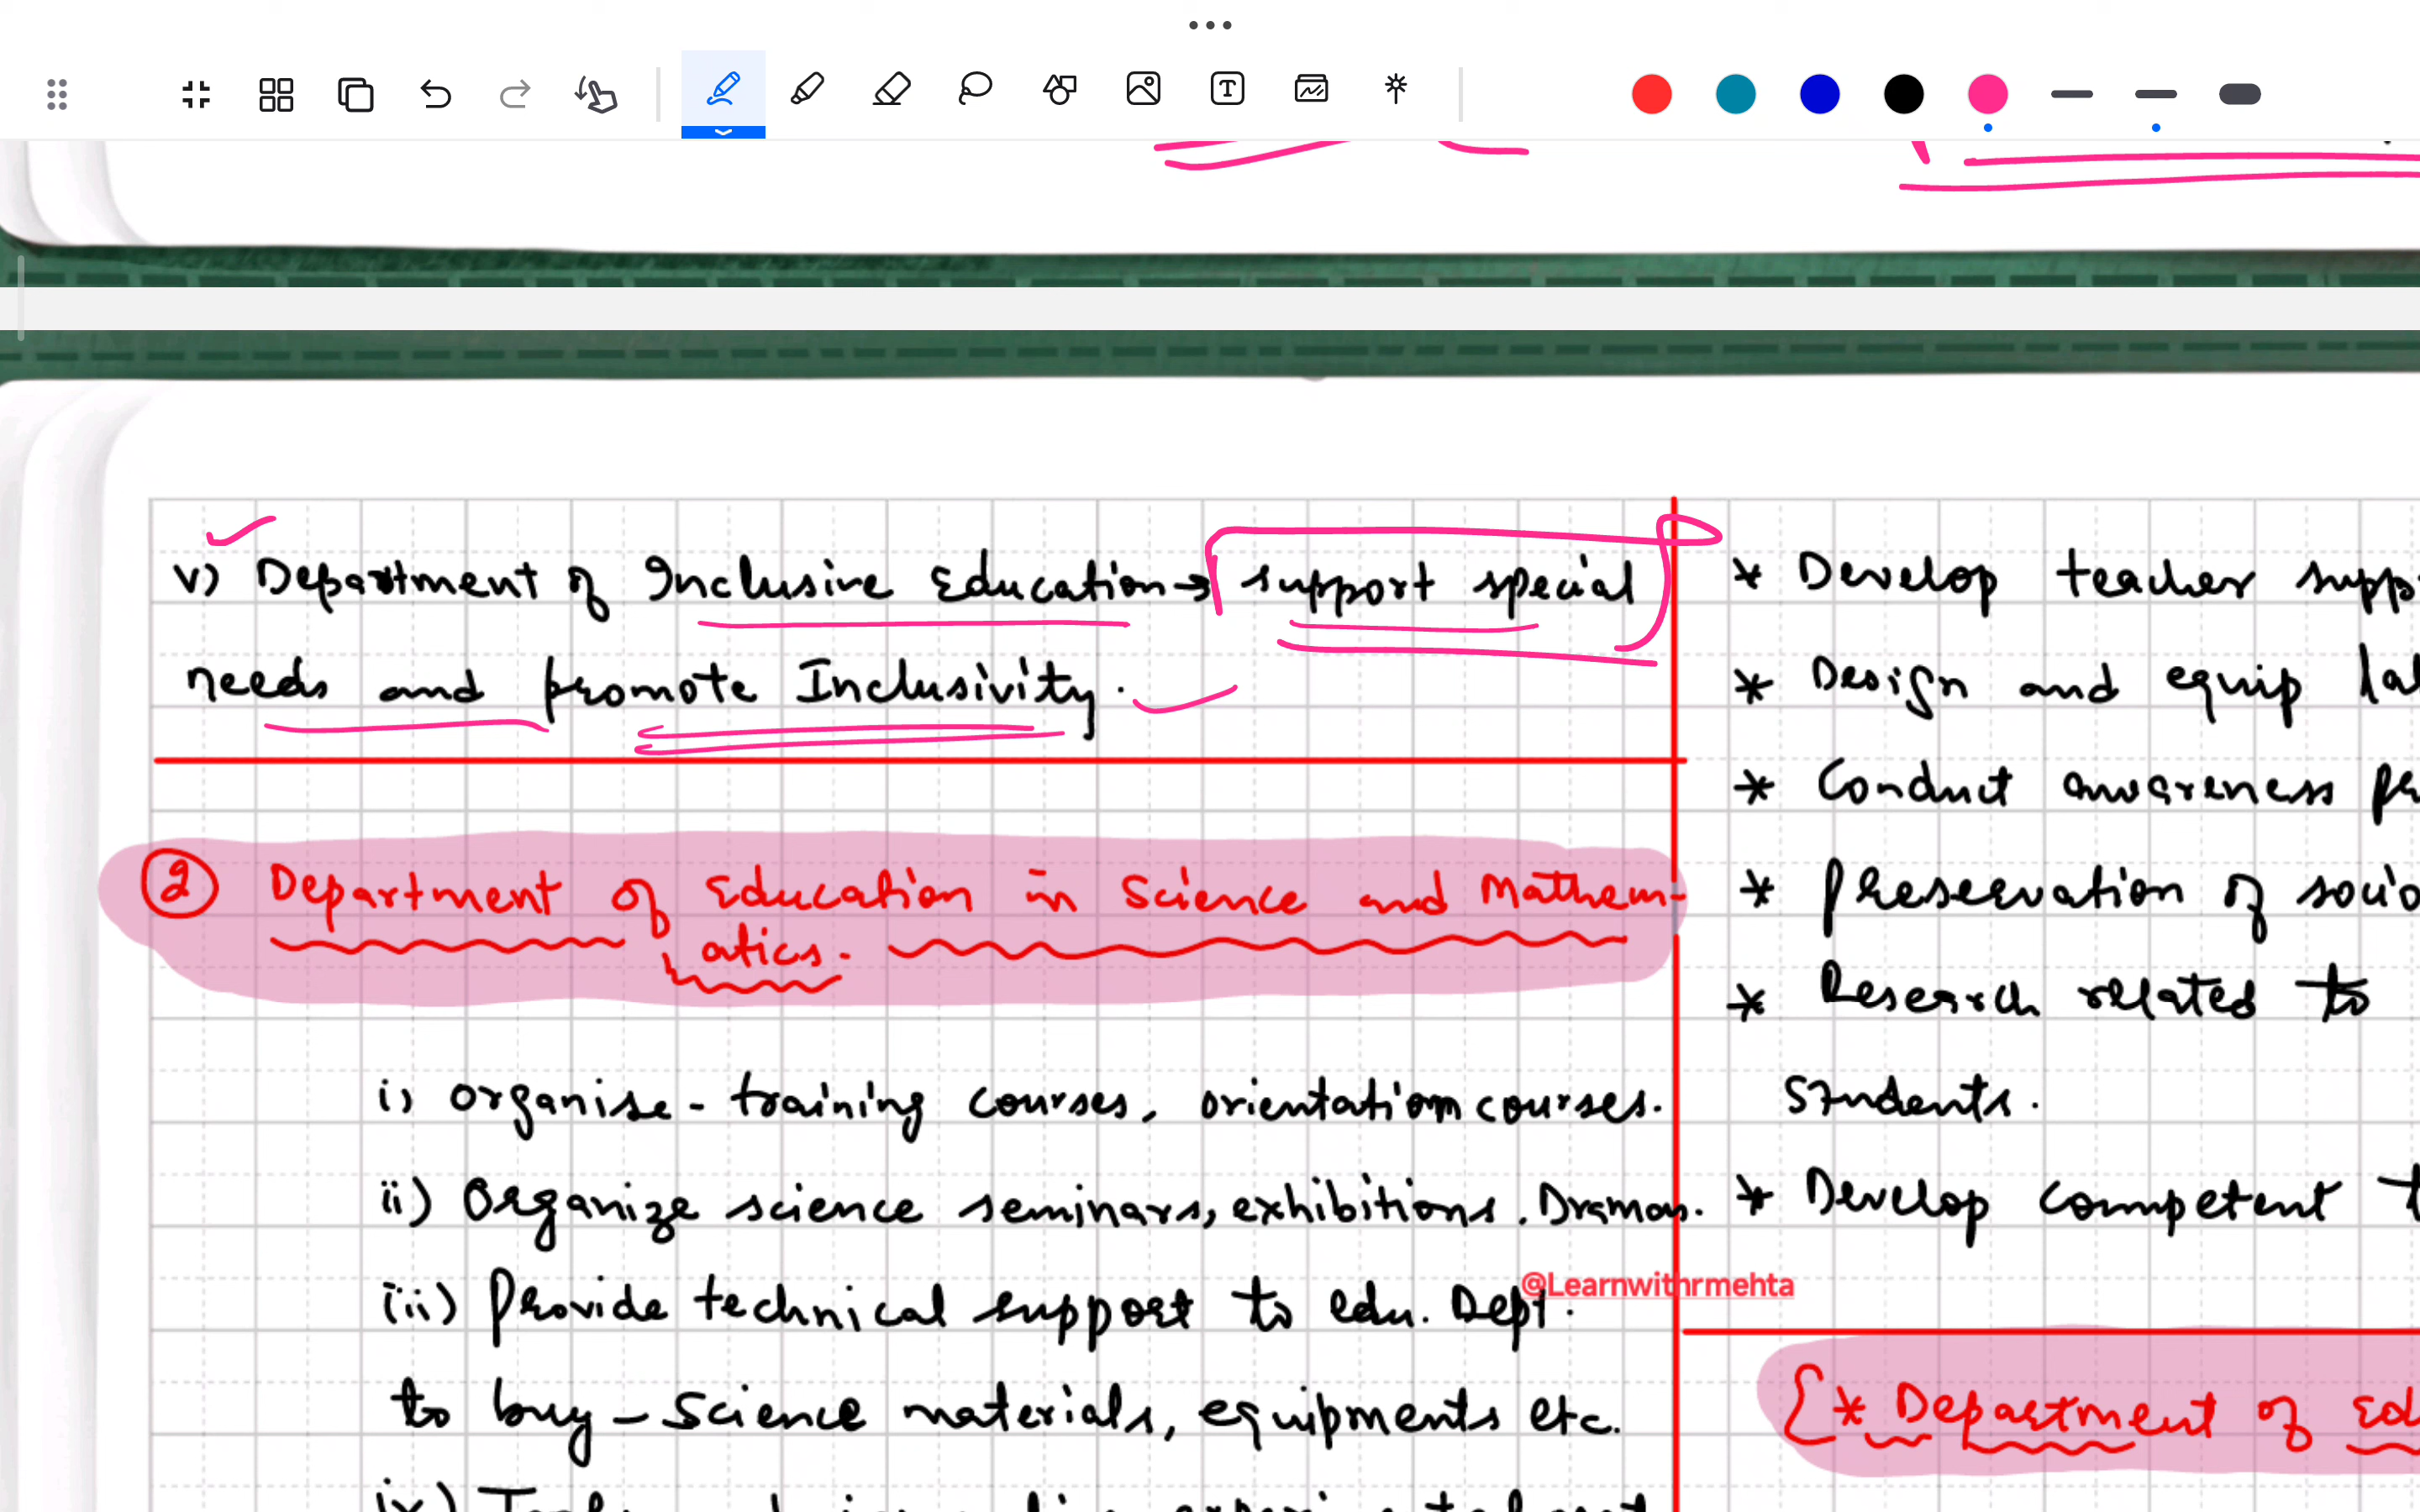 v) Department of Inclusive Education → support special
needs and promote Inclusivity.
② Department of Education in Science and Mathem-
atics.
i) organise - training courses, orientation courses.
ii) Organize science seminars, exhibitions. Dramas.
iii) Provide technical support to edu. Dept.
to buy - Science materials, equipments etc.
* Develop teacher
* Design and equip
* Conduct awareness
* Preservation of
* Research related to
students.
* Develop competent
@Learnwithrmehta
{* Department of